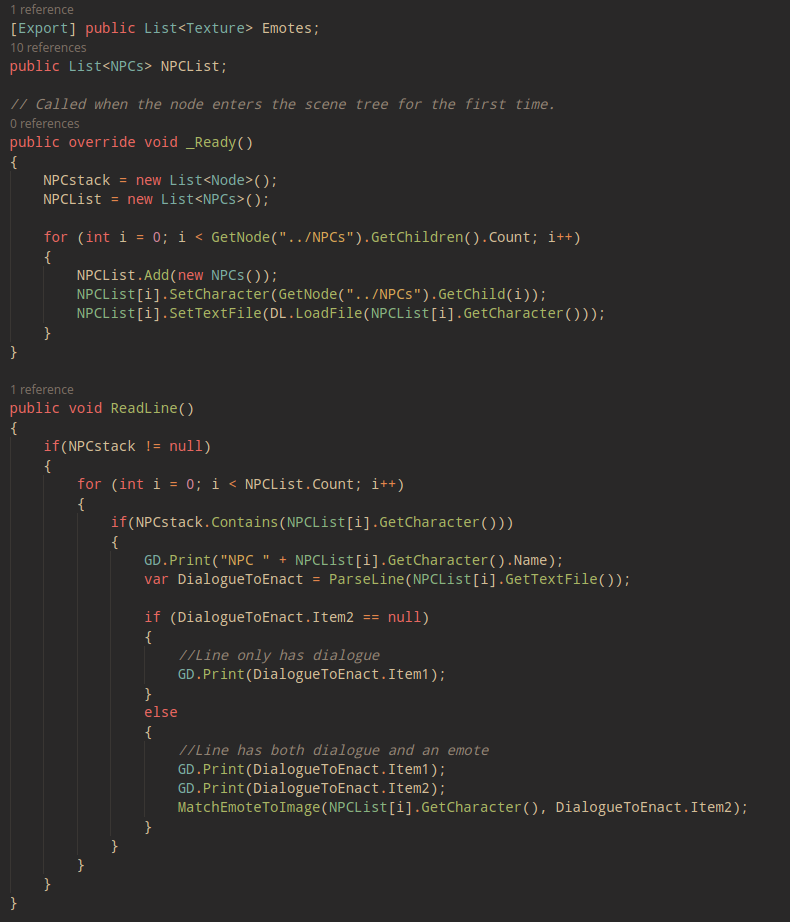 1 reference
[Export] public List<Texture> Emotes;
10 references
public List<NPCs> NPCList;

// Called when the node enters the scene tree for the first time.
0 references
public override void _Ready()
{
    NPCstack = new List<Node>();
    NPCList = new List<NPCs>();

    for (int i = 0; i < GetNode("../NPCs").GetChildren().Count; i++)
    {
        NPCList.Add(new NPCs());
        NPCList[i].SetCharacter(GetNode("../NPCs").GetChild(i));
        NPCList[i].SetTextFile(DL.LoadFile(NPCList[i].GetCharacter()));
    }
}

1 reference
public void ReadLine()
{
    if(NPCstack != null)
    {
        for (int i = 0; i < NPCList.Count; i++)
        {
            if(NPCstack.Contains(NPCList[i].GetCharacter()))
            {
                GD.Print("NPC " + NPCList[i].GetCharacter().Name);
                var DialogueToEnact = ParseLine(NPCList[i].GetTextFile());

                if (DialogueToEnact.Item2 == null)
                {
                    //Line only has dialogue
                    GD.Print(DialogueToEnact.Item1);
                }
                else
                {
                    //Line has both dialogue and an emote
                    GD.Print(DialogueToEnact.Item1);
                    GD.Print(DialogueToEnact.Item2);
                    MatchEmoteToImage(NPCList[i].GetCharacter(), DialogueToEnact.Item2);
                }
            }
        }
    }
}